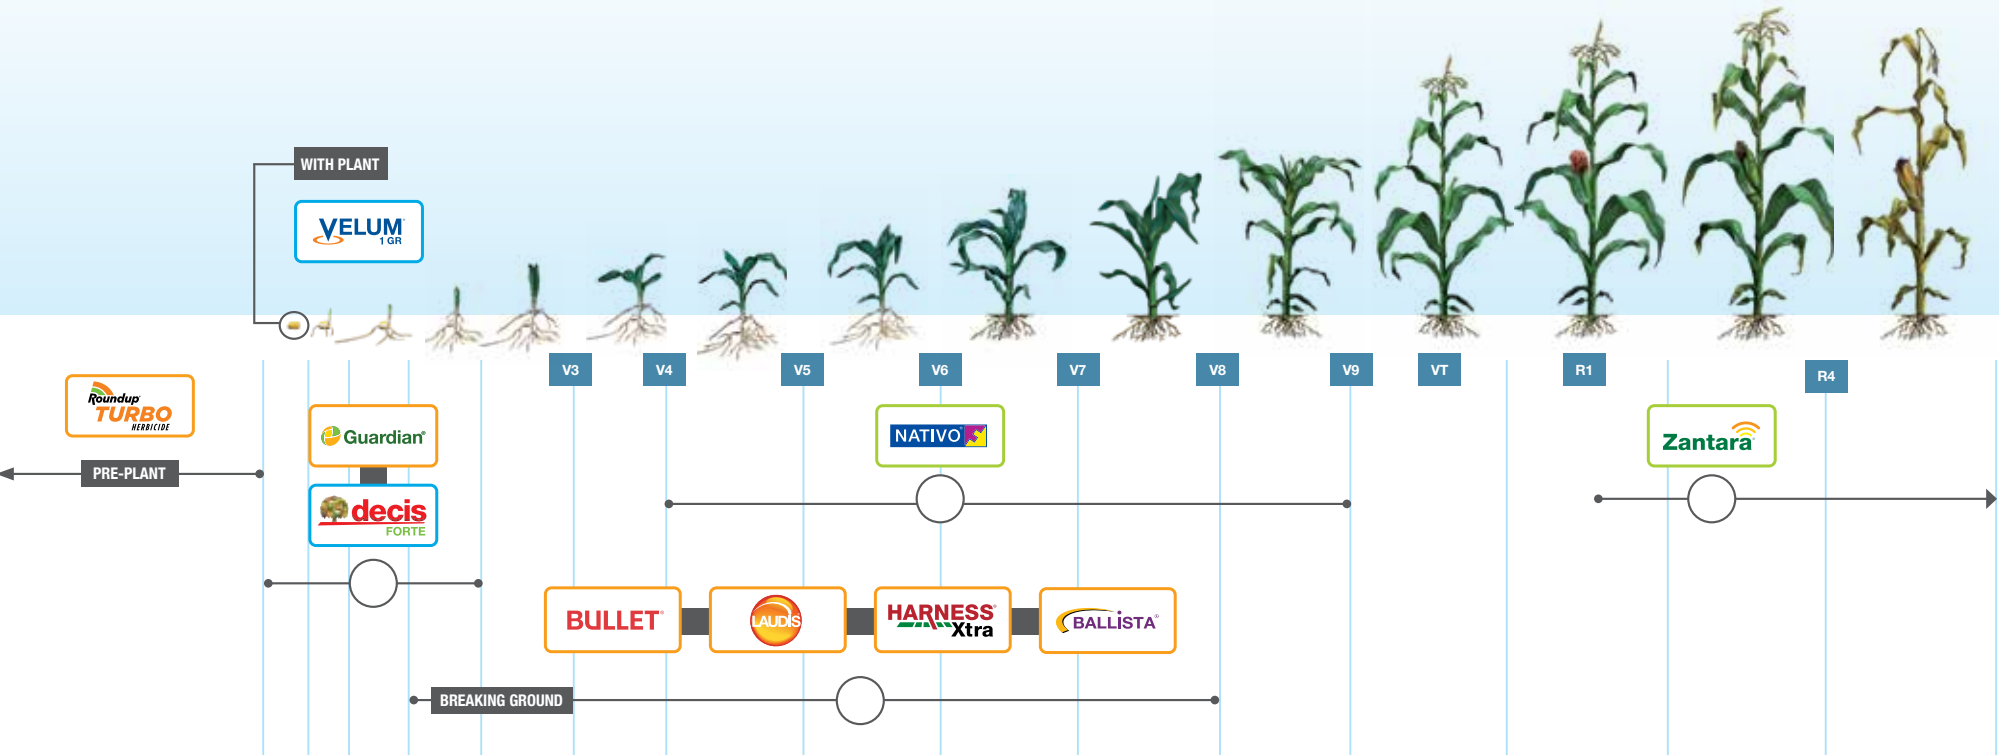 WITH PLANT
VELUM
1 GR
V3
V4
V5
V6
V7
V8
V9
VT
R1
R4
Roundup
TURBO
HERBICIDE
PRE-PLANT
Guardian®
decis
FORTE
NATIVO
Zantara
BULLET®
LAUDIS
HARNESS®
Xtra
BALLISTA®
BREAKING GROUND